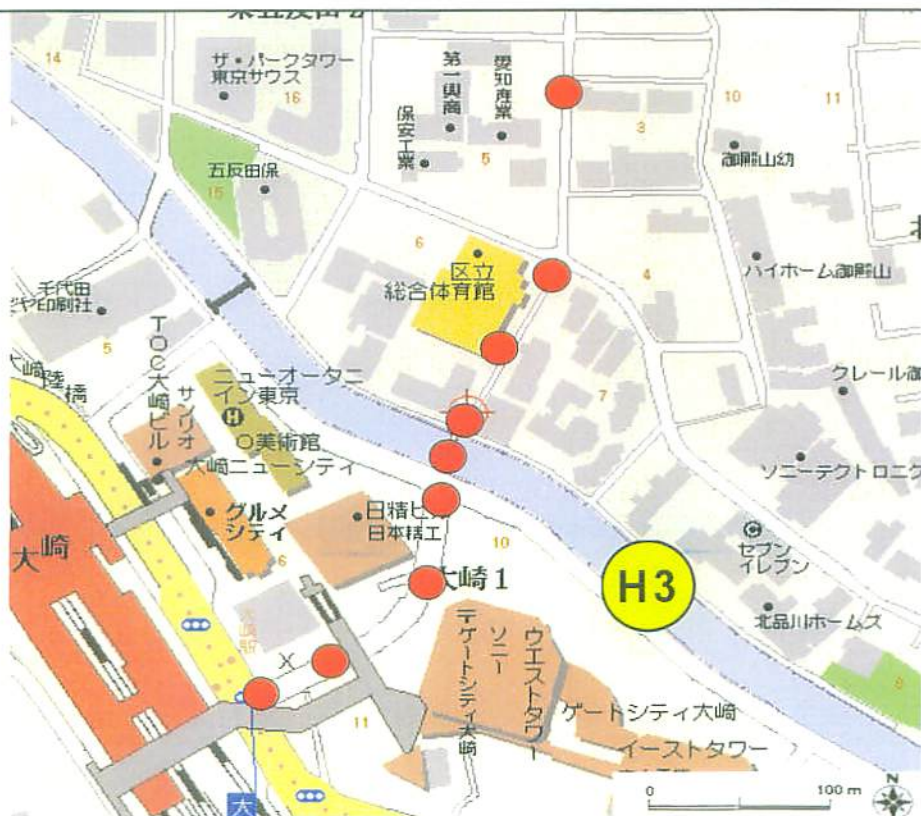 14
ザ・パークタワー
東京サウス
16
第一興商
愛知産業
保安工業
5
3
10
11
御殿山幼
五反田保
15
6
区立
総合体育館
4
ハイホーム御殿山
千代田
ヤ印刷社
5
大崎陸橋
TOC大崎ビル
サンリオ
ニューオータニ
イン東京
H
O美術館
大崎ニューシティ
7
クレール御
ソニーテクトロニク
グルメ
シティ
6
日精ビル
日本精工
10
大崎
大崎1
H3
セブン
イレブン
北品川ホームズ
8
X
〒ゲートシティ大崎
ソニー
ウエストタワー
ゲートシティ大崎
イーストタワー
11
大
0
100 m
N